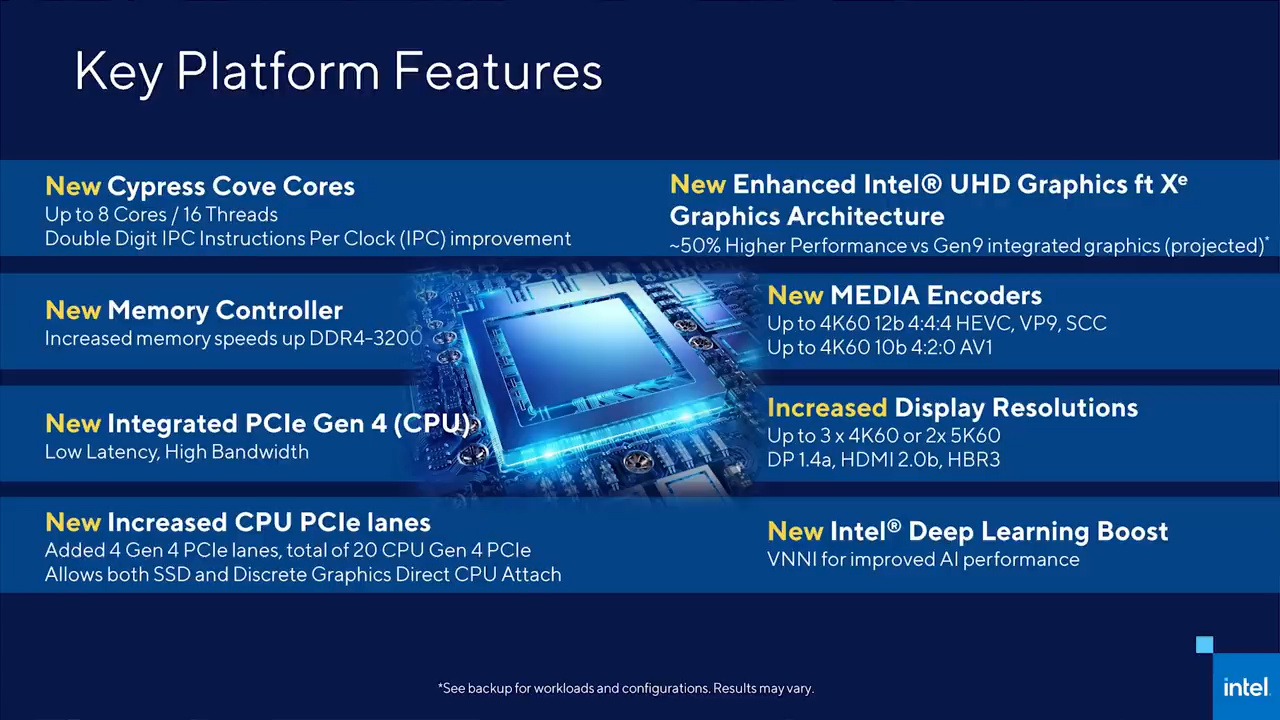 Key Platform Features
New Cypress Cove Cores
Up to 8 Cores / 16 Threads
Double Digit IPC Instructions Per Clock (IPC) improvement
New Memory Controller
Increased memory speeds up DDR4-3200
New Integrated PCIe Gen 4 (CPU)
Low Latency, High Bandwidth
New Increased CPU PCIe lanes
Added 4 Gen 4 PCIe lanes, total of 20 CPU Gen 4 PCIe
Allows both SSD and Discrete Graphics Direct CPU Attach
New Enhanced Intel® UHD Graphics ft Xᵉ
Graphics Architecture
~50% Higher Performance vs Gen9 integrated graphics (projected)*
New MEDIA Encoders
Up to 4K60 12b 4:4:4 HEVC, VP9, SCC
Up to 4K60 10b 4:2:0 AV1
Increased Display Resolutions
Up to 3 x 4K60 or 2x 5K60
DP 1.4a, HDMI 2.0b, HBR3
New Intel® Deep Learning Boost
VNNI for improved AI performance
*See backup for workloads and configurations. Results may vary.
intel